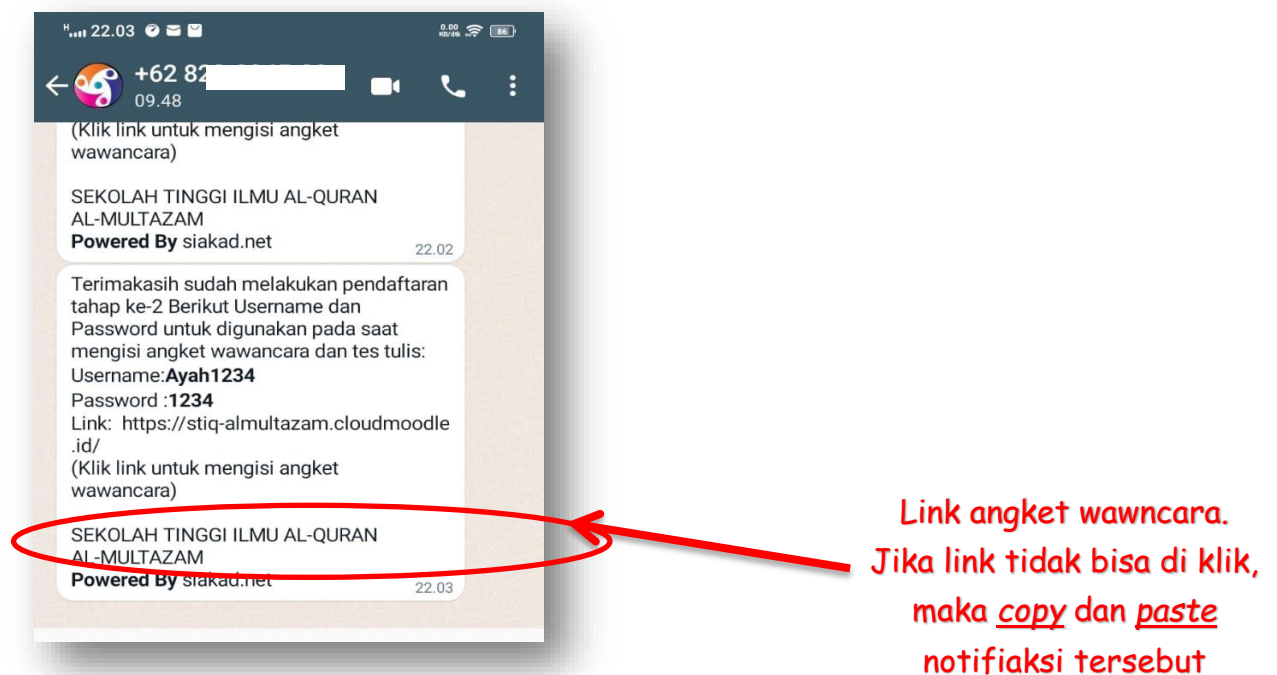 H 22.03 0.00 KB/dtk 86
+62 82
09.48
(Klik link untuk mengisi angket
wawancara)
SEKOLAH TINGGI ILMU AL-QURAN
AL-MULTAZAM
Powered By siakad.net
22.02
Terimakasih sudah melakukan pendaftaran
tahap ke-2 Berikut Username dan
Password untuk digunakan pada saat
mengisi angket wawancara dan tes tulis:
Username:Ayah1234
Password :1234
Link: https://stiq-almultazam.cloudmoodle
.id/
(Klik link untuk mengisi angket
wawancara)
SEKOLAH TINGGI ILMU AL-QURAN
AL-MULTAZAM
Powered By siakad.net
22.03
Link angket wawncara.
Jika link tidak bisa di klik,
maka copy dan paste
notifiaksi tersebut